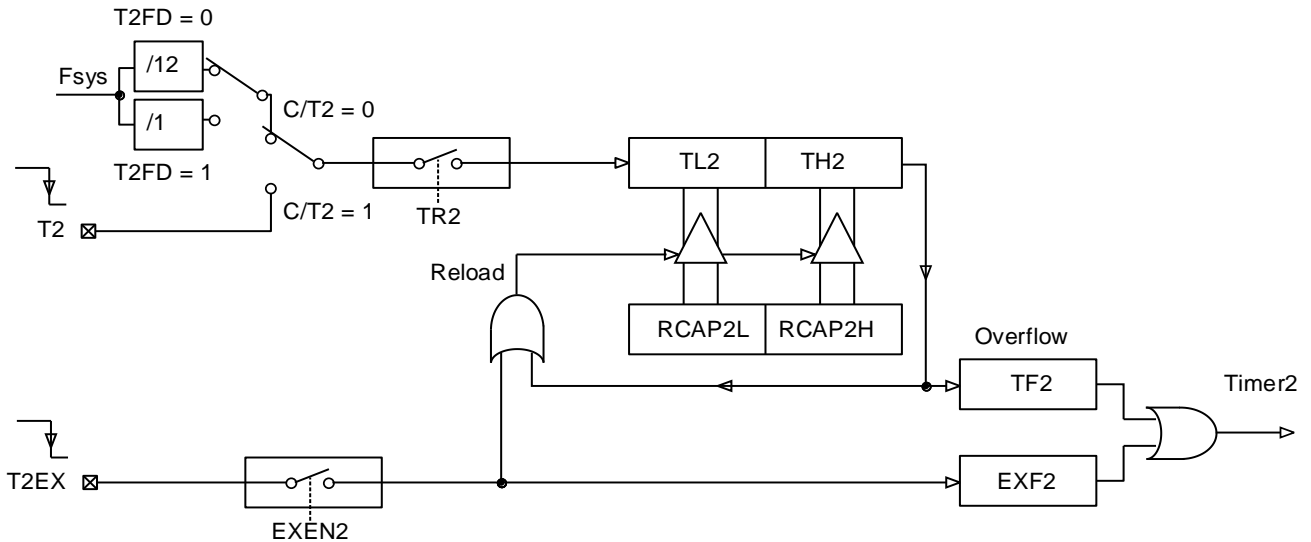 T2FD = 0
/12
Fsys
C/T2 = 0
/1
T2FD = 1
TL2
TH2
C/T2 = 1
TR2
T2
Reload
RCAP2L
RCAP2H
Overflow
TF2
Timer2
T2EX
EXF2
EXEN2